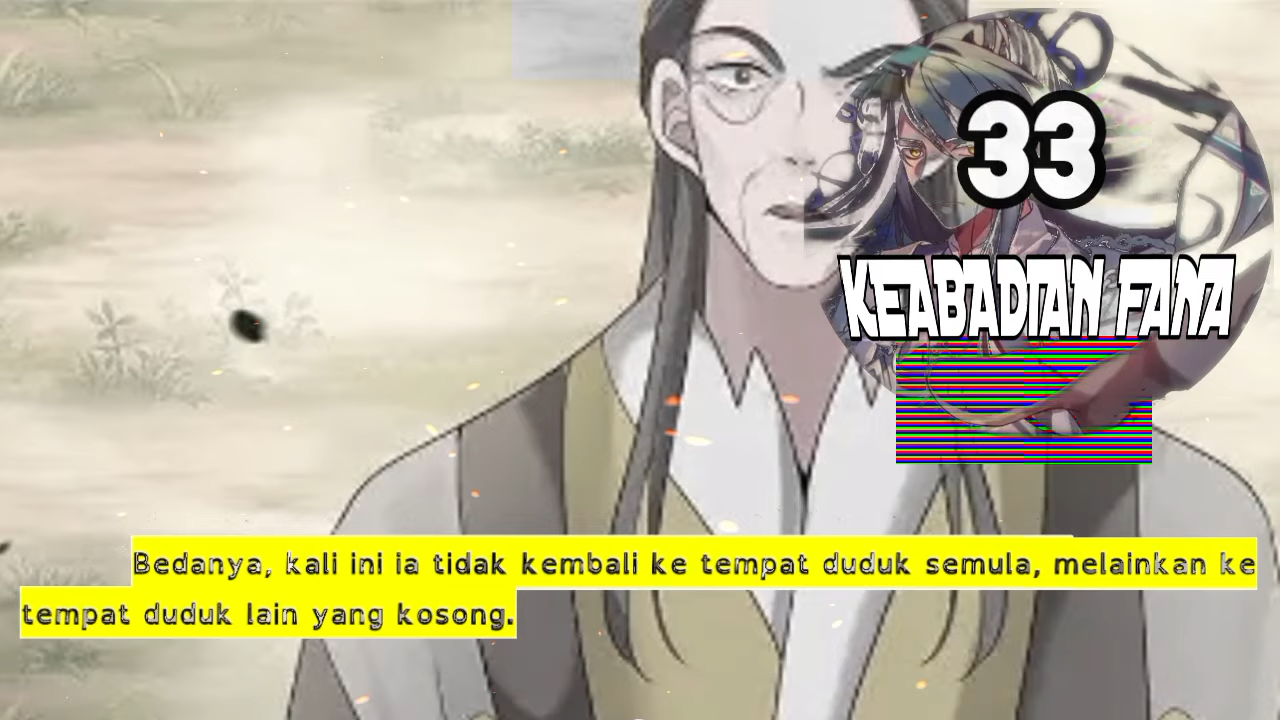 33
KEABADIAN FANA
Bedanya, kali ini ia tidak kembali ke tempat duduk semula, melainkan ke
tempat duduk lain yang kosong.